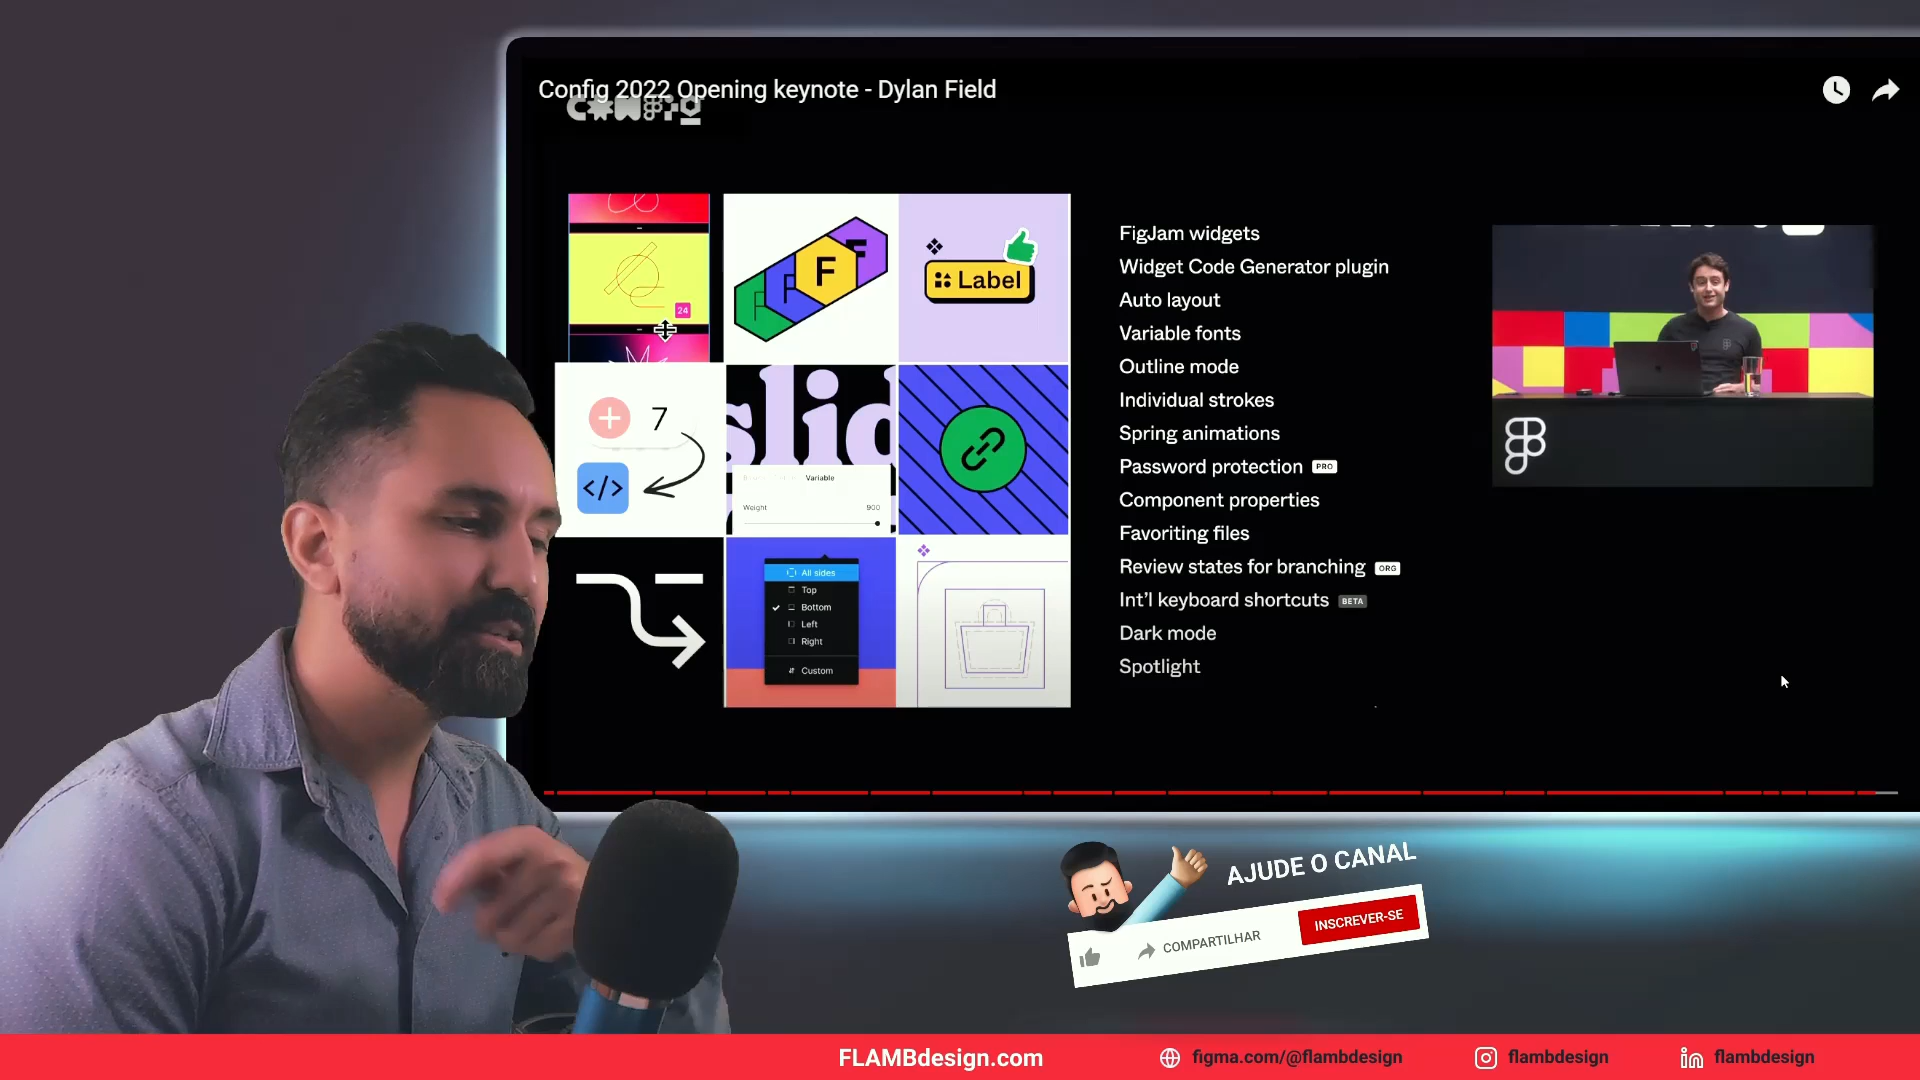 Config 2022 Opening keynote - Dylan Field
CONFIG
24
F
F
F
F
Label
7
</>
slid
Variable
Weight 900
All sides
Top
Bottom
Left
Right
Custom
FigJam widgets
Widget Code Generator plugin
Auto layout
Variable fonts
Outline mode
Individual strokes
Spring animations
Password protection PRO
Component properties
Favoriting files
Review states for branching ORG
Int'l keyboard shortcuts BETA
Dark mode
Spotlight
AJUDE O CANAL
COMPARTILHAR
INSCREVER-SE
FLAMBdesign.com
figma.com/@flambdesign
flambdesign
flambdesign